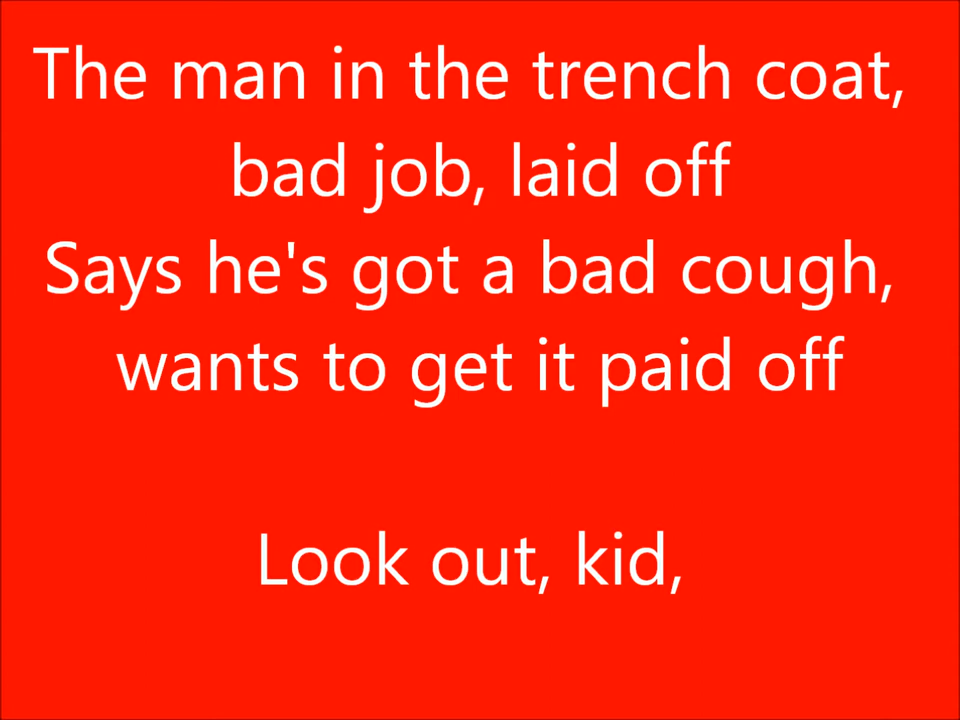 The man in the trench coat,
bad job, laid off
Says he's got a bad cough,
wants to get it paid off
Look out, kid,